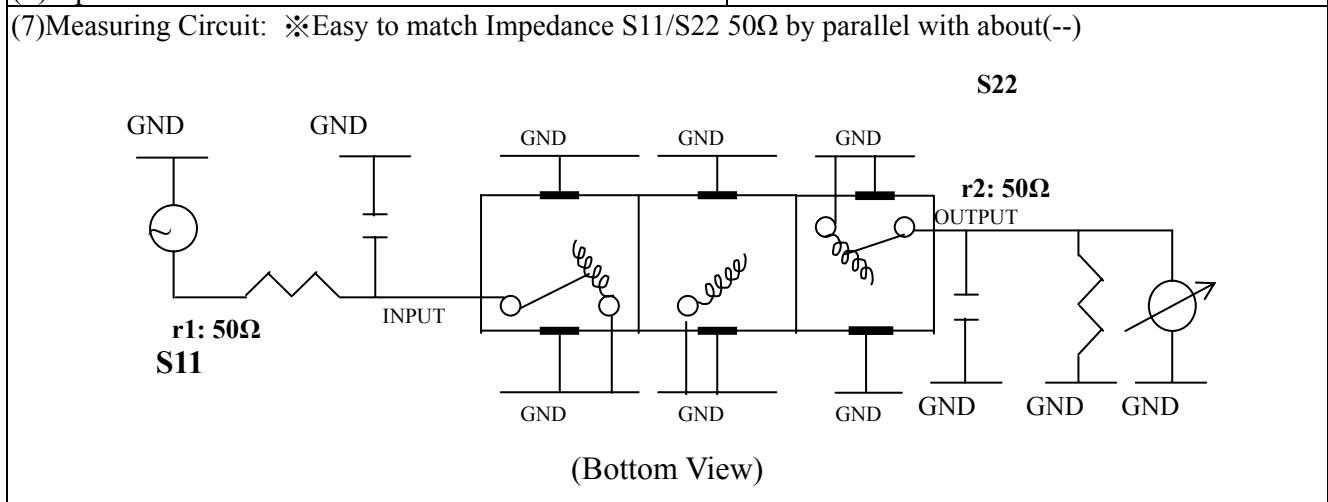 (7)Measuring Circuit: ※Easy to match Impedance S11/S22 50Ω by parallel with about(--)
S22
GND GND GND GND GND
r2: 50Ω
OUTPUT
INPUT
r1: 50Ω
S11
GND GND GND GND GND GND
(Bottom View)